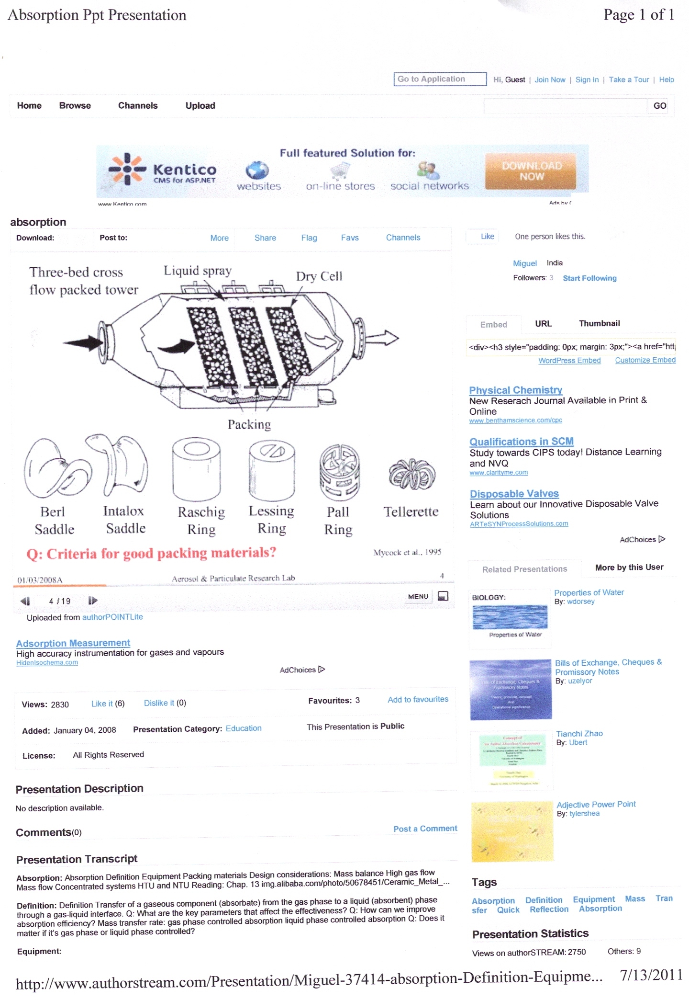 Absorption Ppt Presentation
Page 1 of 1
Go to Application
Hi, Guest | Join Now | Sign In | Take a Tour | Help
Home Browse Channels Upload
GO
Kentico
CMS for ASP.NET
Full featured Solution for:
websites on-line stores social networks
DOWNLOAD
NOW
www.Kentico.com
Ads by
absorption
Download: Post to: More Share Flag Favs Channels
Three-bed cross
flow packed tower
Liquid spray
Dry Cell
Packing
Berl
Saddle
Intalox
Saddle
Raschig
Ring
Lessing
Ring
Pall
Ring
Tellerette
Q: Criteria for good packing materials?
Mycock et al., 1995
01/03/2008A
Aerosol & Particulate Research Lab
4
4 / 19
MENU
Uploaded from authorPOINTLite
Adsorption Measurement
High accuracy instrumentation for gases and vapours
HidenIsochema.com
AdChoices
Views: 2830 Like it (6) Dislike it (0) Favourites: 3 Add to favourites
Added: January 04, 2008 Presentation Category: Education This Presentation is Public
License: All Rights Reserved
Presentation Description
No description available.
Comments(0)
Post a Comment
Presentation Transcript
Absorption: Absorption Definition Equipment Packing materials Design considerations: Mass balance High gas flow
Mass flow Concentrated systems HTU and NTU Reading: Chap. 13 img.alibaba.com/photo/50678451/Ceramic_Metal_...
Definition: Definition Transfer of a gaseous component (absorbate) from the gas phase to a liquid (absorbent) phase
through a gas-liquid interface. Q: What are the key parameters that affect the effectiveness? Q: How can we improve
absorption efficiency? Mass transfer rate: gas phase controlled absorption liquid phase controlled absorption Q: Does it
matter if it's gas phase or liquid phase controlled?
Equipment:
Like
One person likes this.
Miguel India
Followers: 3 Start Following
Embed URL Thumbnail
<div><h3 style="padding: 0px; margin: 3px;"><a href="htt
WordPress Embed Customize Embed
Physical Chemistry
New Reserach Journal Available in Print &
Online
www.benthamscience.com/cpc
Qualifications in SCM
Study towards CIPS today! Distance Learning
and NVQ
www.clarityme.com
Disposable Valves
Learn about our Innovative Disposable Valve
Solutions
ARTeSYNProcessSolutions.com
AdChoices
Related Presentations More by this User
BIOLOGY:
Properties of Water
Properties of Water
By: wdorsey
of Exchange, Cheques &
Promissory Notes
Theory, principle, concept
And
Operational significance
Bills of Exchange, Cheques &
Promissory Notes
By: uzelyor
Concept of
Tianchi Zhao
By: Ubert
Adjective Power Point
By: tylershea
Tags
Absorption Definition Equipment Mass Tran
sfer Quick Reflection Absorption
Presentation Statistics
Views on authorSTREAM: 2750 Others: 9
http://www.authorstream.com/Presentation/Miguel-37414-absorption-Definition-Equipme...
7/13/2011